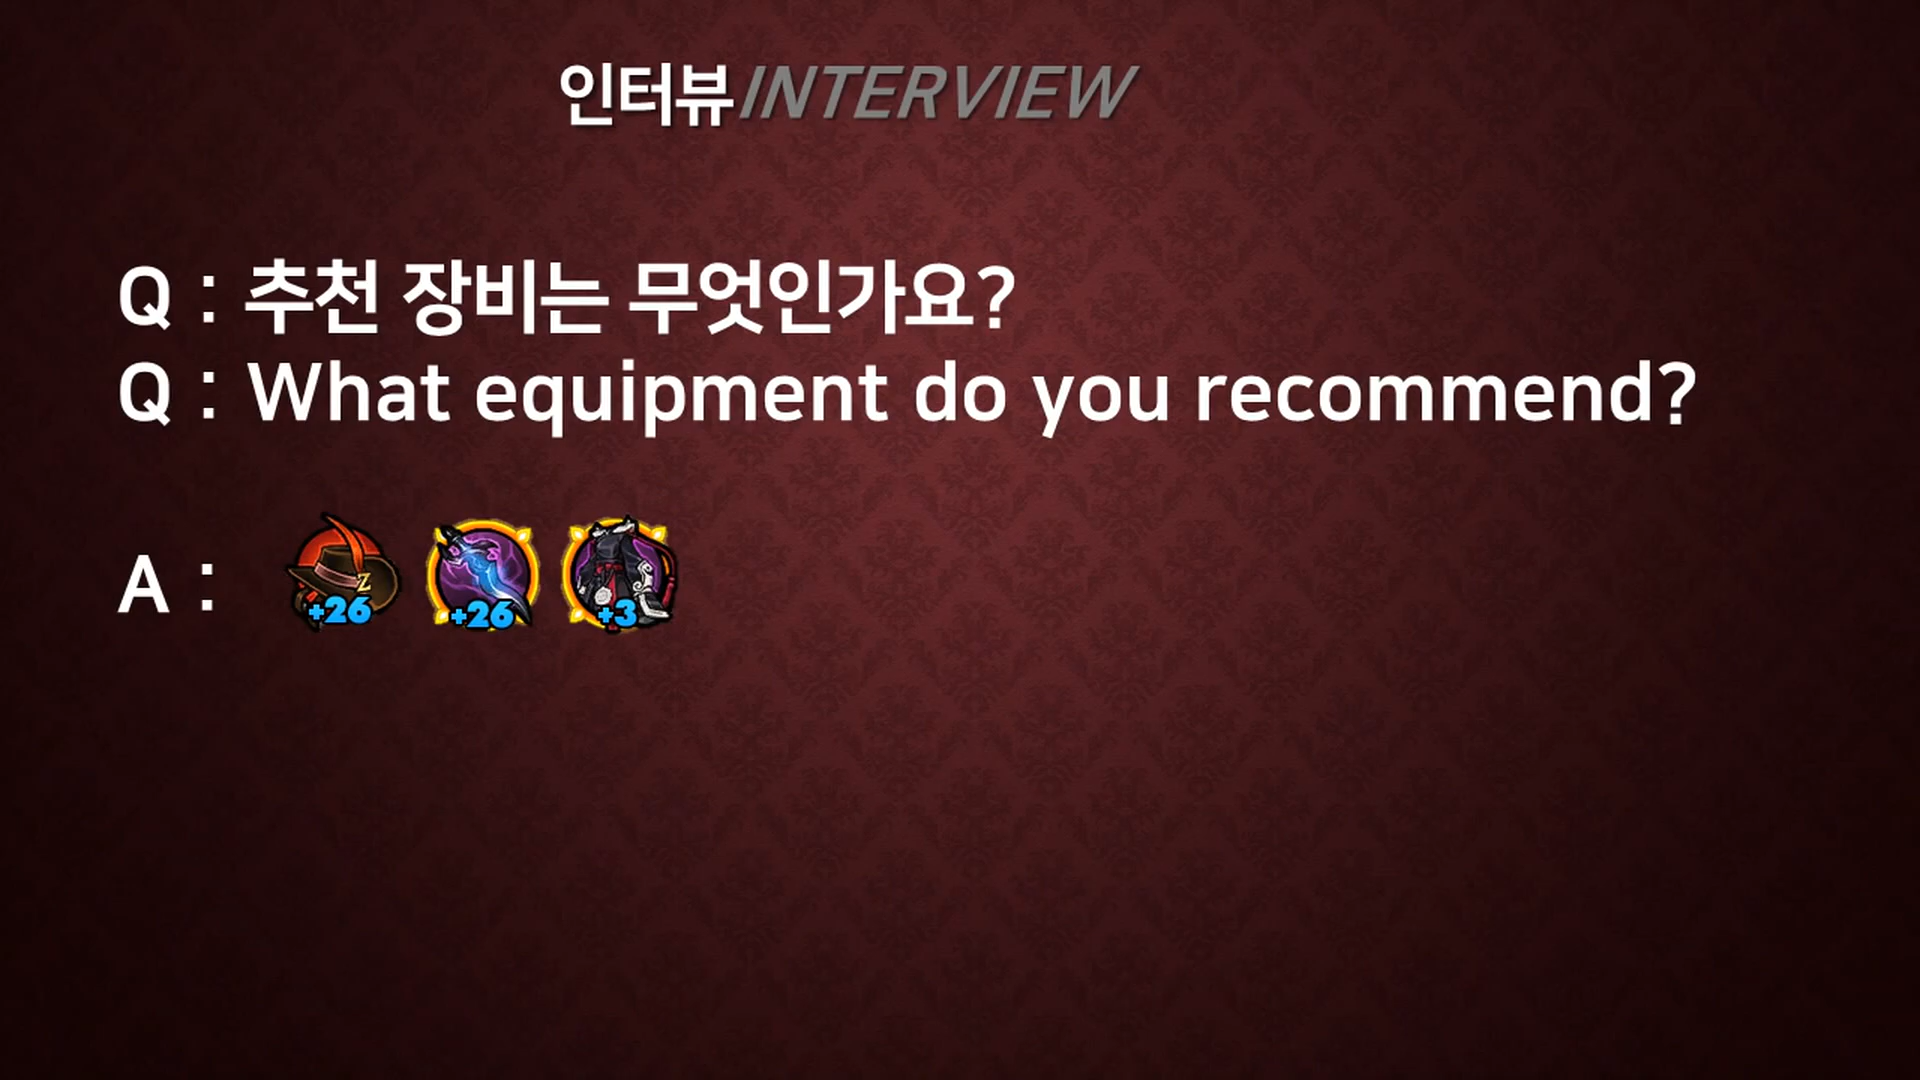 인터뷰INTERVIEW
Q : 추천 장비는 무엇인가요?
Q : What equipment do you recommend?
A : Z +26 +26 +3